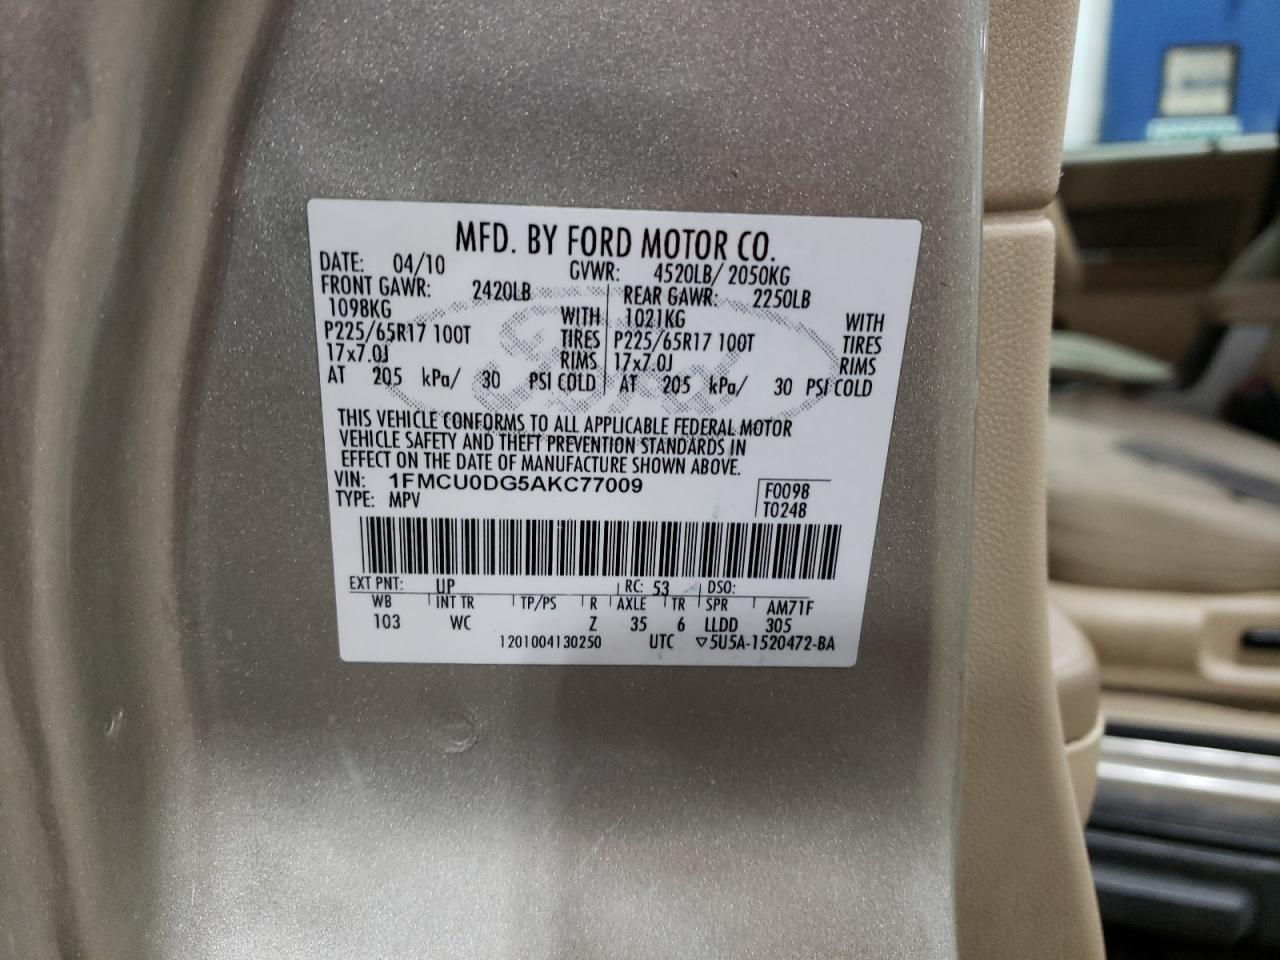 MFD. BY FORD MOTOR CO.
DATE: 04/10 GVWR: 4520LB/ 2050KG
FRONT GAWR: 2420LB REAR GAWR: 2250LB
1098KG WITH 1021KG WITH
P225/65R17 100T TIRES P225/65R17 100T TIRES
17x7.0J RIMS 17x7.0J RIMS
AT 205 kPa/ 30 PSI COLD AT 205 kPa/ 30 PSI COLD
THIS VEHICLE CONFORMS TO ALL APPLICABLE FEDERAL MOTOR
VEHICLE SAFETY AND THEFT PREVENTION STANDARDS IN
EFFECT ON THE DATE OF MANUFACTURE SHOWN ABOVE.
VIN: 1FMCU0DG5AKC77009
TYPE: MPV
F0098
T0248
EXT PNT: UP RC: 53 DSO:
WB INT TR TP/PS R AXLE TR SPR AM71F
103 WC Z 35 6 LLDD 305
1201004130250 UTC ▽5U5A-1520472-BA
Ford